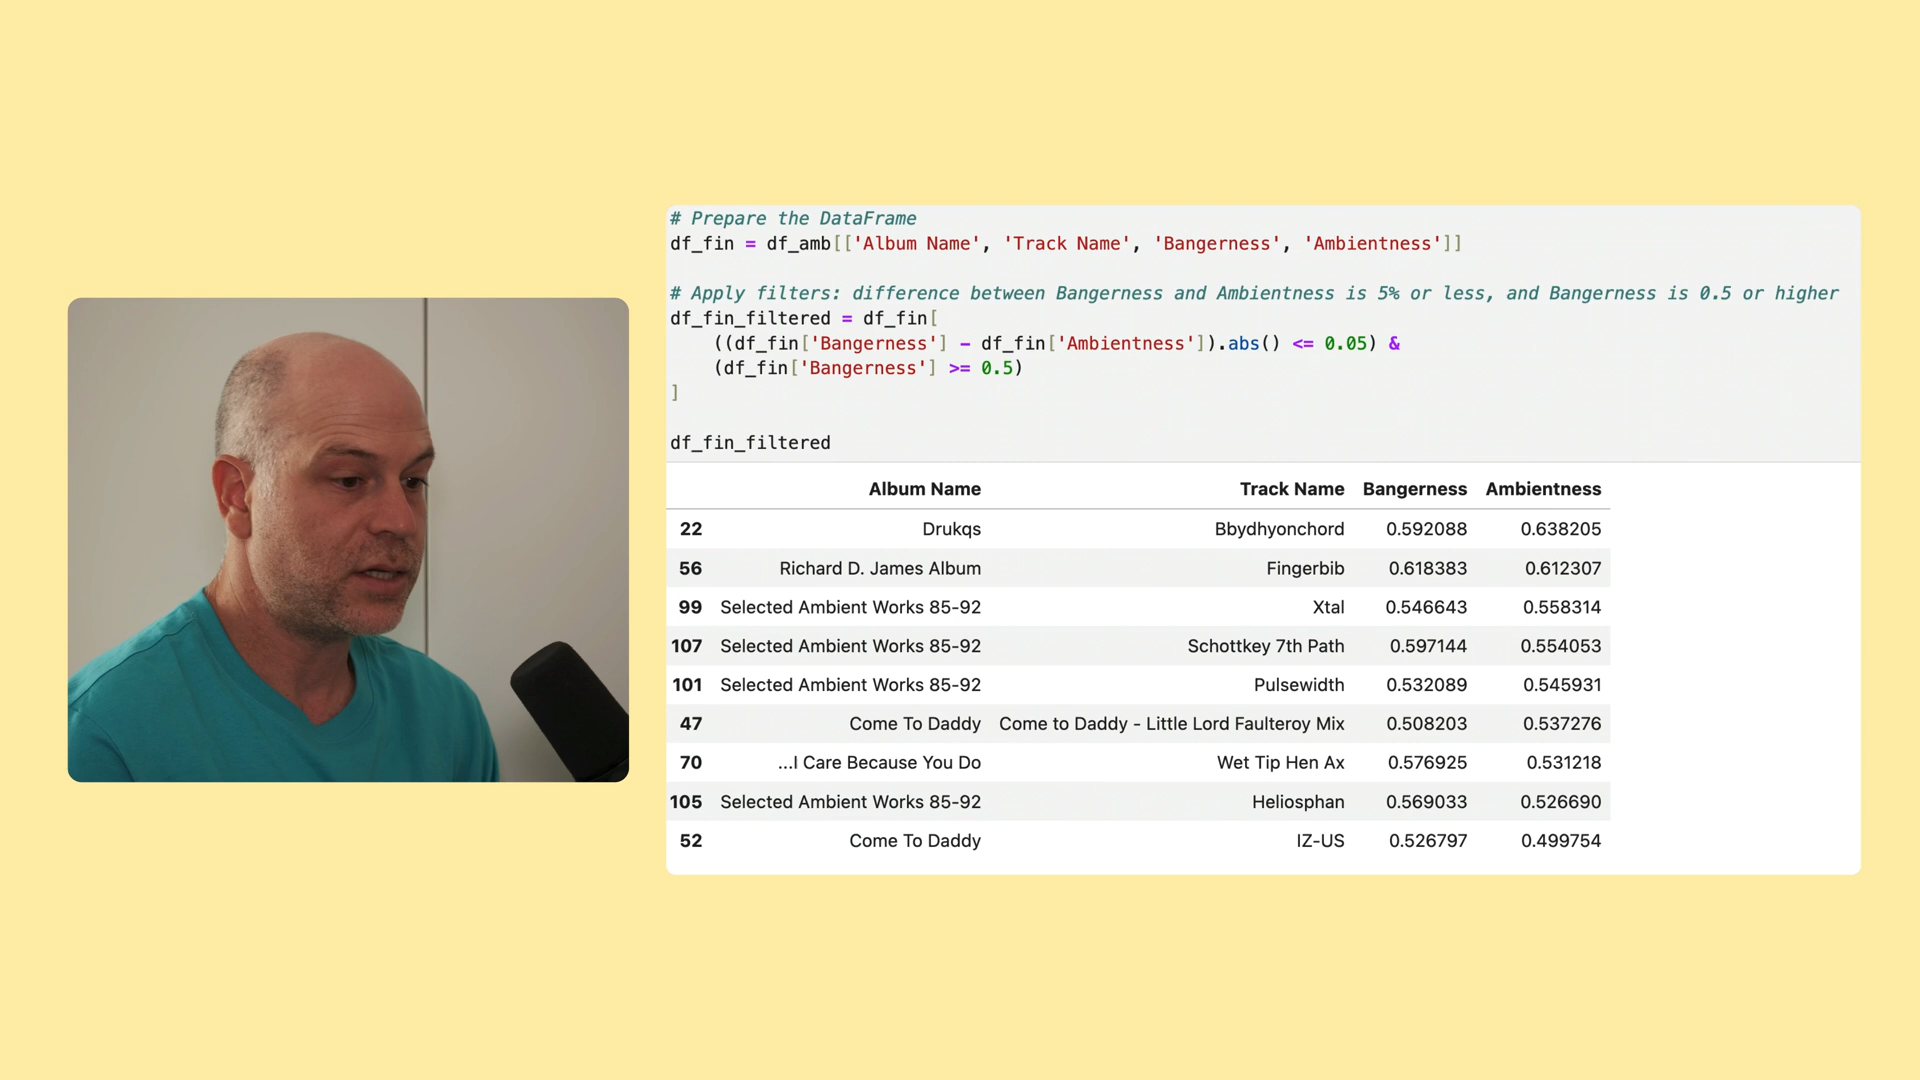 # Prepare the DataFrame
df_fin = df_amb[['Album Name', 'Track Name', 'Bangerness', 'Ambientness']]
# Apply filters: difference between Bangerness and Ambientness is 5% or less, and Bangerness is 0.5 or higher
df_fin_filtered = df_fin[
((df_fin['Bangerness'] - df_fin['Ambientness']).abs() <= 0.05) &
(df_fin['Bangerness'] >= 0.5)
]
df_fin_filtered
Album Name Track Name Bangerness Ambientness
22 Drukqs Bbydhyonchord 0.592088 0.638205
56 Richard D. James Album Fingerbib 0.618383 0.612307
99 Selected Ambient Works 85-92 Xtal 0.546643 0.558314
107 Selected Ambient Works 85-92 Schottkey 7th Path 0.597144 0.554053
101 Selected Ambient Works 85-92 Pulsewidth 0.532089 0.545931
47 Come To Daddy Come to Daddy - Little Lord Faulteroy Mix 0.508203 0.537276
70 ...I Care Because You Do Wet Tip Hen Ax 0.576925 0.531218
105 Selected Ambient Works 85-92 Heliosphan 0.569033 0.526690
52 Come To Daddy IZ-US 0.526797 0.499754